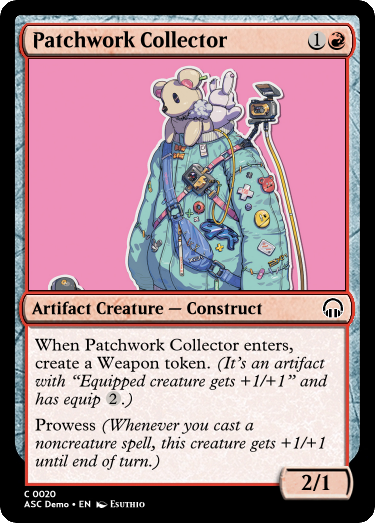 Patchwork Collector 1
Artifact Creature — Construct
When Patchwork Collector enters,
create a Weapon token. (It's an artifact
with “Equipped creature gets +1/+1” and
has equip 2.)
Prowess (Whenever you cast a
noncreature spell, this creature gets +1/+1
until end of turn.)
2/1
C 0020
ASC Demo • EN Esuthio